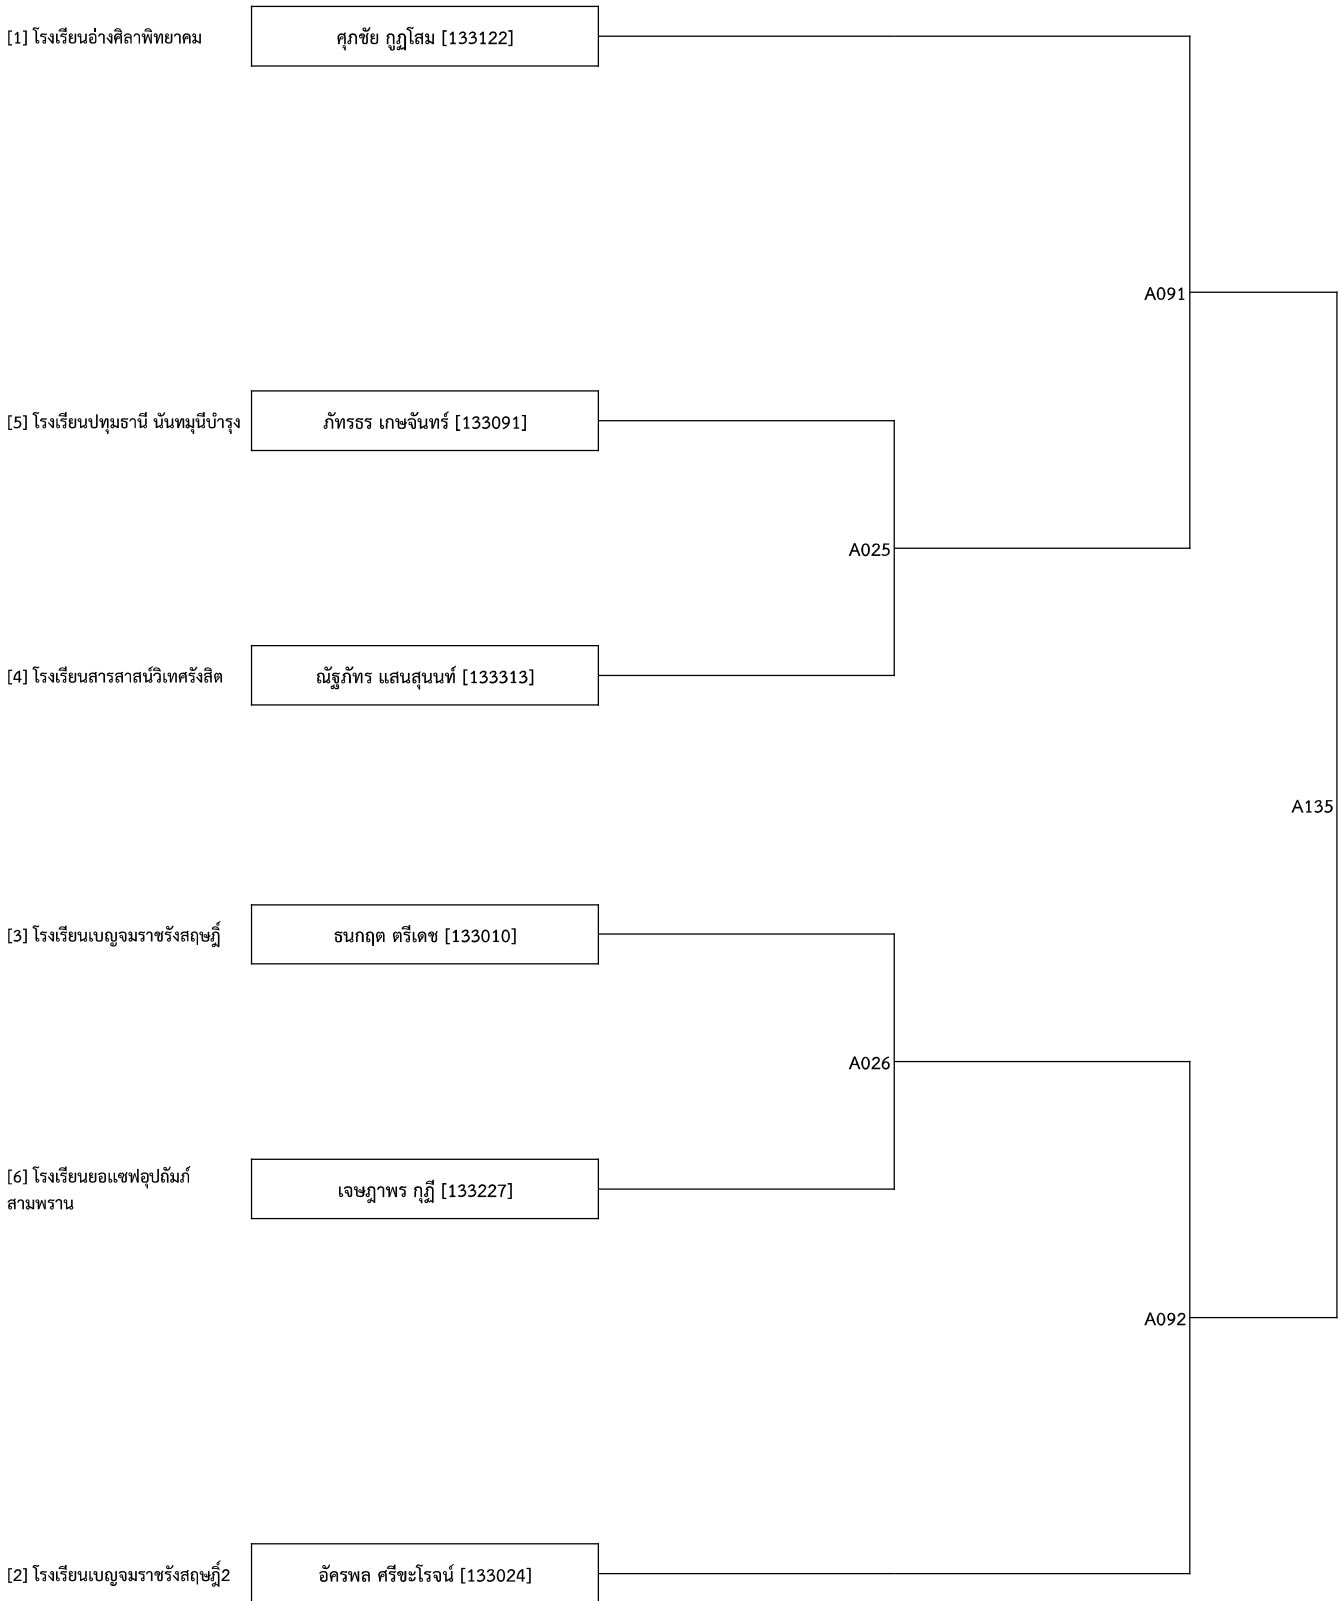 [1] โรงเรียนอ่างศิลาพิทยาคม
ศุภชัย กูฏโสม [133122]
A091
[5] โรงเรียนปทุมธานี นันทมุนีบำรุง
ภัทรธร เกษจันทร์ [133091]
A025
[4] โรงเรียนสารสาสน์วิเทศรังสิต
ณัฐภัทร แสนสุนนท์ [133313]
A135
[3] โรงเรียนเบญจมราชรังสฤษฎิ์
ธนกฤต ตรีเดช [133010]
A026
[6] โรงเรียนยอแซฟอุปถัมภ์
สามพราน
เจษฎาพร กุฏี [133227]
A092
[2] โรงเรียนเบญจมราชรังสฤษฎิ์2
อัครพล ศรีขะโรจน์ [133024]